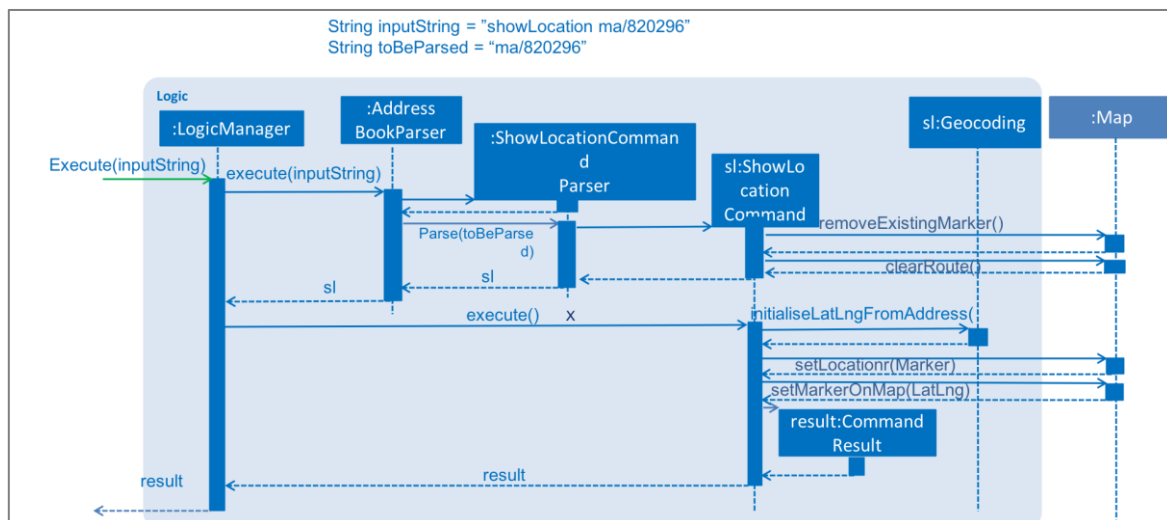 String inputString = ”showLocation ma/820296”
String toBeParsed = “ma/820296”
Logic
:LogicManager
:Address
BookParser
:ShowLocationComman
d
Parser
sl:ShowLo
cation
Command
sl:Geocoding
:Map
Execute(inputString)
execute(inputString)
Parse(toBeParse
d)
removeExistingMarker()
clearRoute()
sl
sl
execute()
X
initialiseLatLngFromAddress(
setLocationr(Marker)
setMarkerOnMap(LatLng)
result:Command
Result
result
result